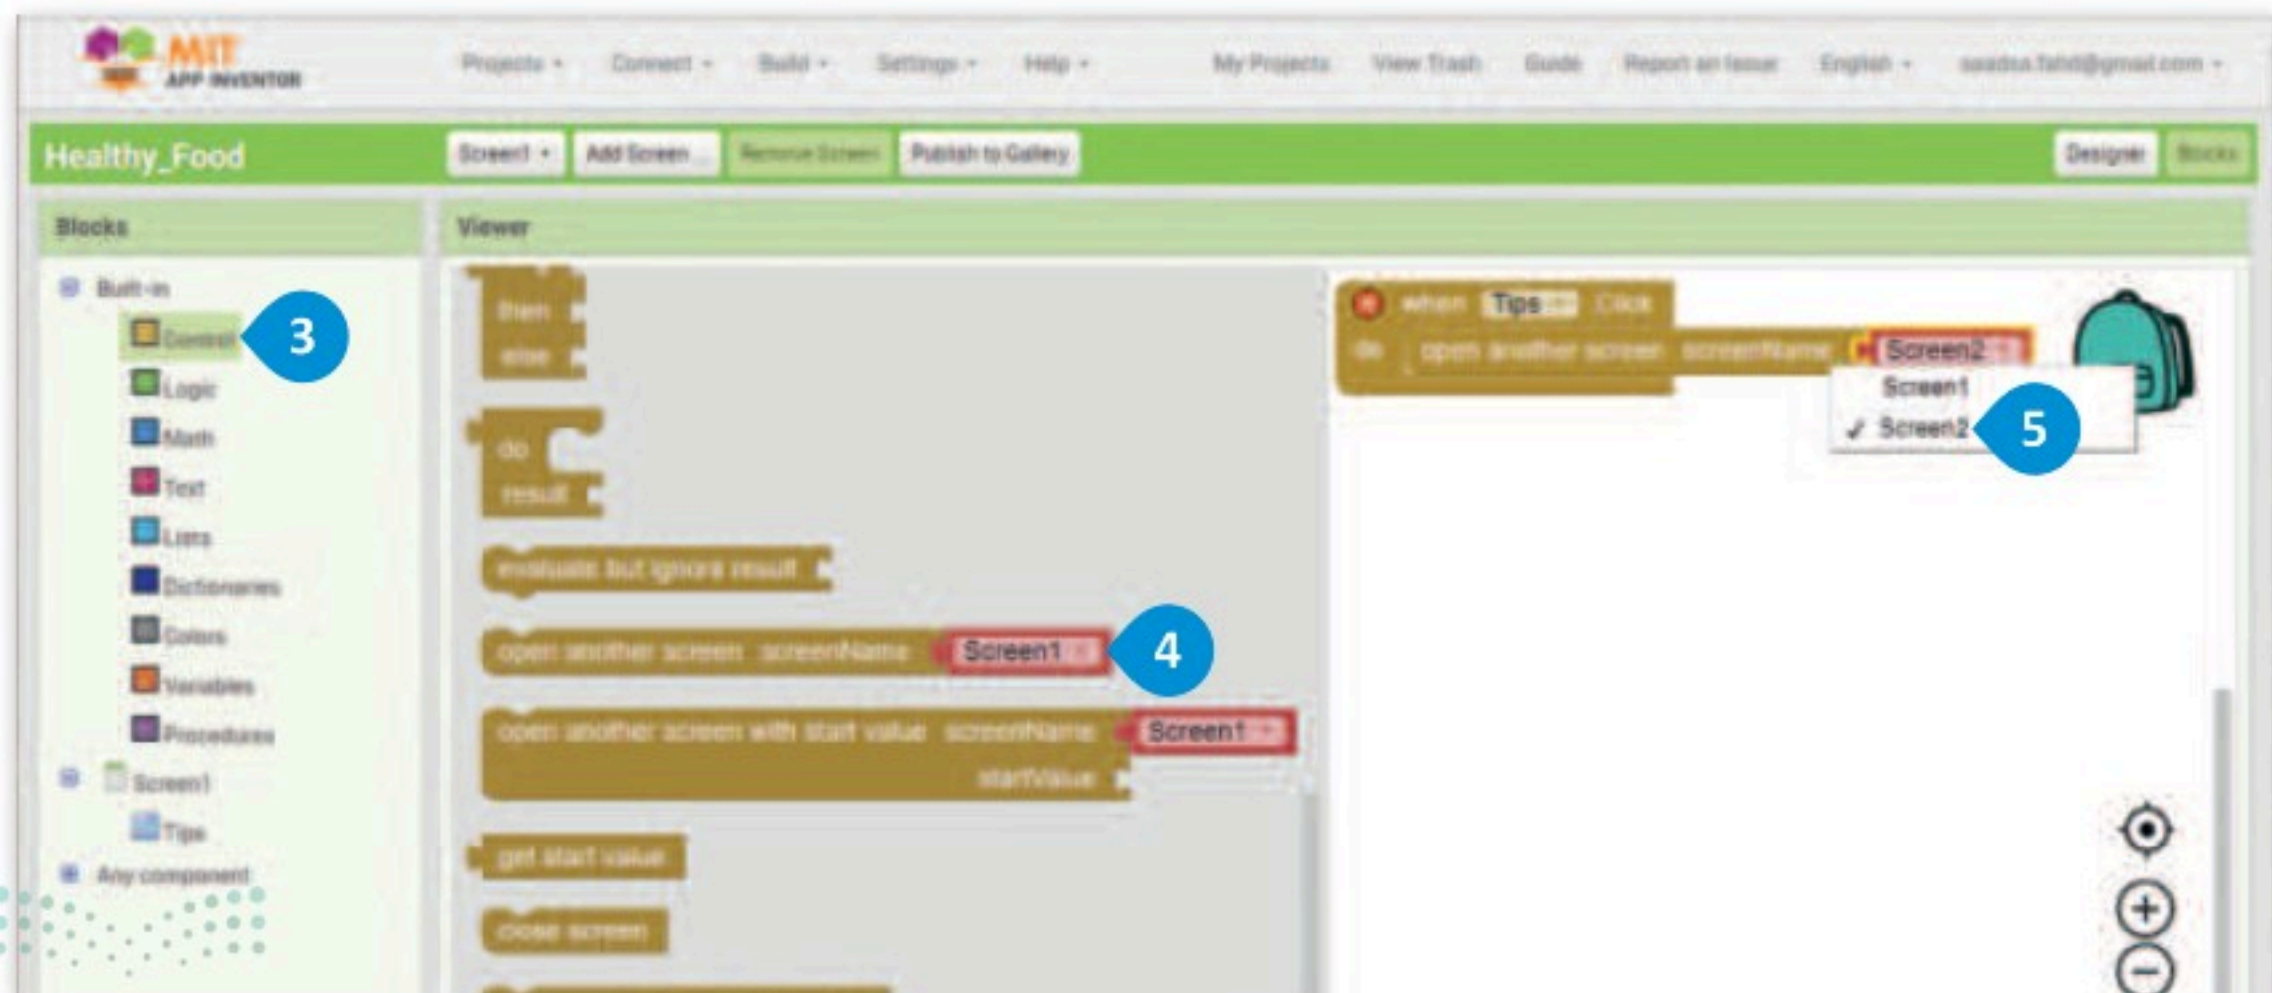 MIT
APP INVENTOR
Projects Connect Build Settings Help My Projects View Trash Guide Report an Issue English
Healthy_Food Screen1 Add Screen ... Remove Screen Publish to Gallery Designer Blocks
Blocks
Viewer
Built-in
Control 3
Logic
Math
Text
Lists
Dictionaries
Colors
Variables
Procedures
Screen1
Tips
Any component
then
else
do
result
evaluate but ignore result
open another screen screenName Screen1 4
open another screen with start value screenName Screen1
startValue
get start value
close screen
when Tips .Click
do open another screen screenName Screen2
Screen1
✓ Screen2 5